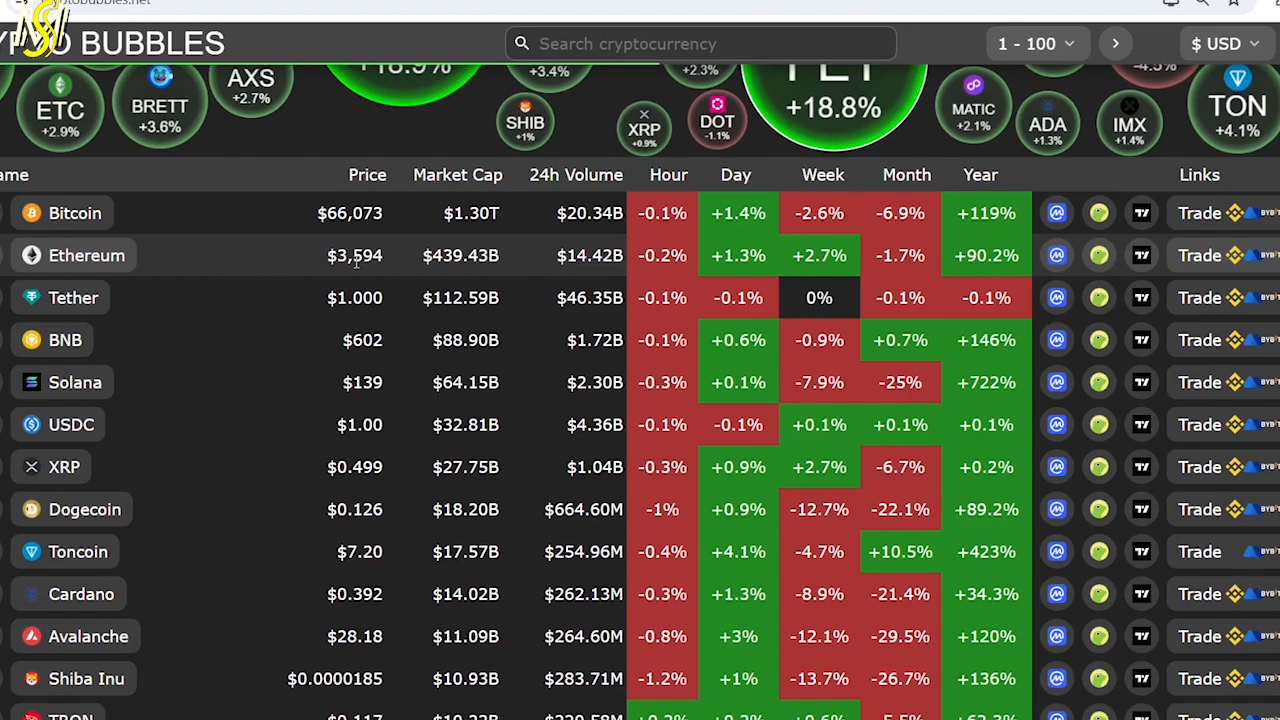 BUBBLES
Search cryptocurrency
1 - 100
$ USD
+18.9%
+3.4%
+2.3%
-4.3%
ETC
+2.9%
BRETT
+3.6%
AXS
+2.7%
SHIB
+1%
XRP
+0.9%
DOT
-1.1%
+18.8%
MATIC
+2.1%
ADA
+1.3%
IMX
+1.4%
TON
+4.1%
ame Price Market Cap 24h Volume Hour Day Week Month Year Links
Bitcoin $66,073 $1.30T $20.34B -0.1% +1.4% -2.6% -6.9% +119% Trade
Ethereum $3,594 $439.43B $14.42B -0.2% +1.3% +2.7% -1.7% +90.2% Trade
Tether $1.000 $112.59B $46.35B -0.1% -0.1% 0% -0.1% -0.1% Trade
BNB $602 $88.90B $1.72B -0.1% +0.6% -0.9% +0.7% +146% Trade
Solana $139 $64.15B $2.30B -0.3% +0.1% -7.9% -25% +722% Trade
USDC $1.00 $32.81B $4.36B -0.1% -0.1% +0.1% +0.1% +0.1% Trade
XRP $0.499 $27.75B $1.04B -0.3% +0.9% +2.7% -6.7% +0.2% Trade
Dogecoin $0.126 $18.20B $664.60M -1% +0.9% -12.7% -22.1% +89.2% Trade
Toncoin $7.20 $17.57B $254.96M -0.4% +4.1% -4.7% +10.5% +423% Trade
Cardano $0.392 $14.02B $262.13M -0.3% +1.3% -8.9% -21.4% +34.3% Trade
Avalanche $28.18 $11.09B $264.60M -0.8% +3% -12.1% -29.5% +120% Trade
Shiba Inu $0.0000185 $10.93B $283.71M -1.2% +1% -13.7% -26.7% +136% Trade